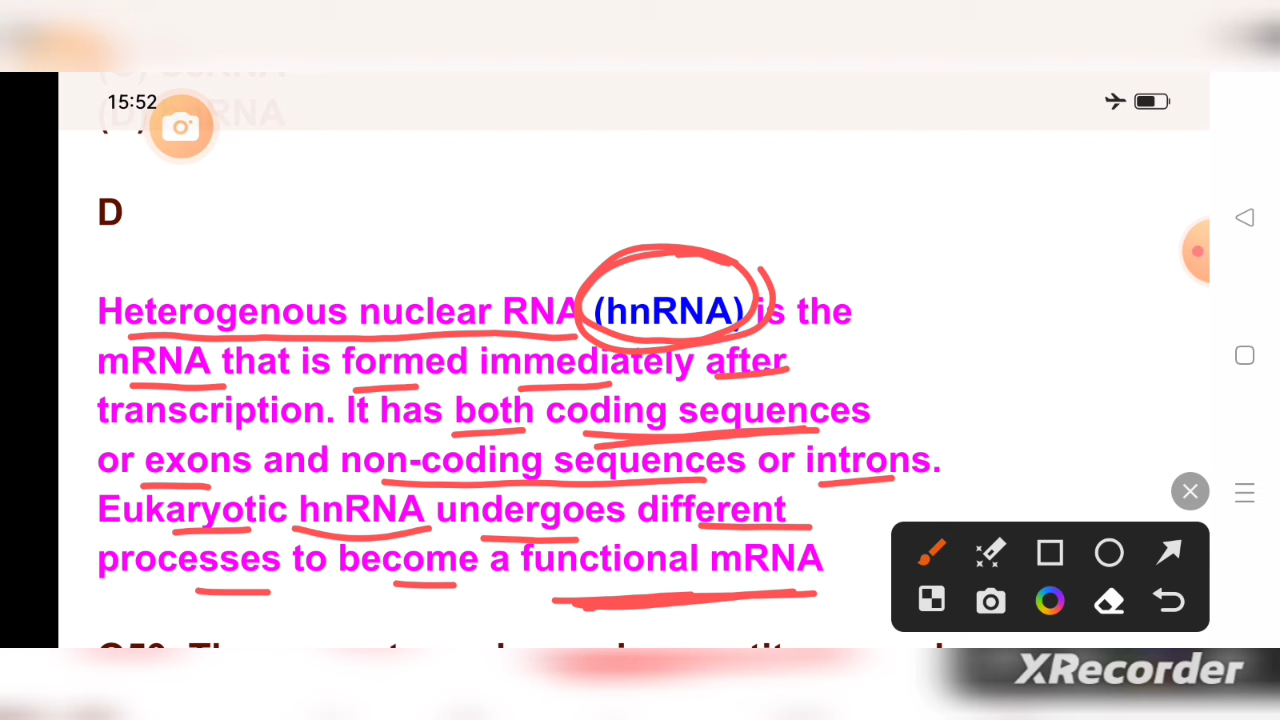 15:52
D
Heterogenous nuclear RNA (hnRNA) is the
mRNA that is formed immediately after
transcription. It has both coding sequences
or exons and non-coding sequences or introns.
Eukaryotic hnRNA undergoes different
processes to become a functional mRNA
XRecorder